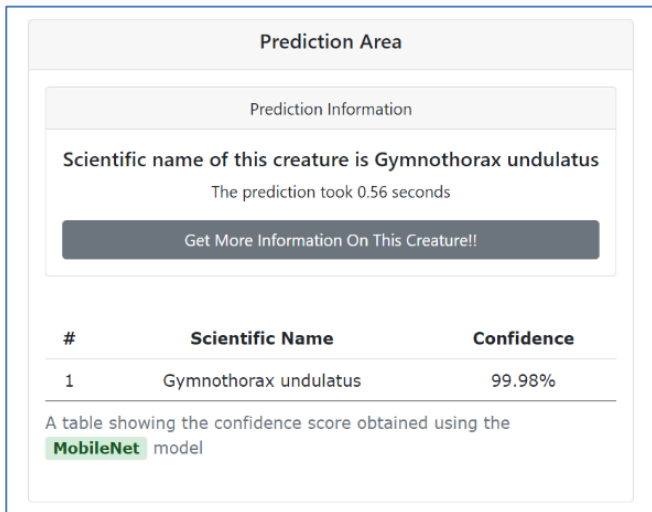 Prediction Area
Prediction Information
Scientific name of this creature is Gymnothorax undulatus
The prediction took 0.56 seconds
Get More Information On This Creature!!
# Scientific Name Confidence
1 Gymnothorax undulatus 99.98%
A table showing the confidence score obtained using the
MobileNet model